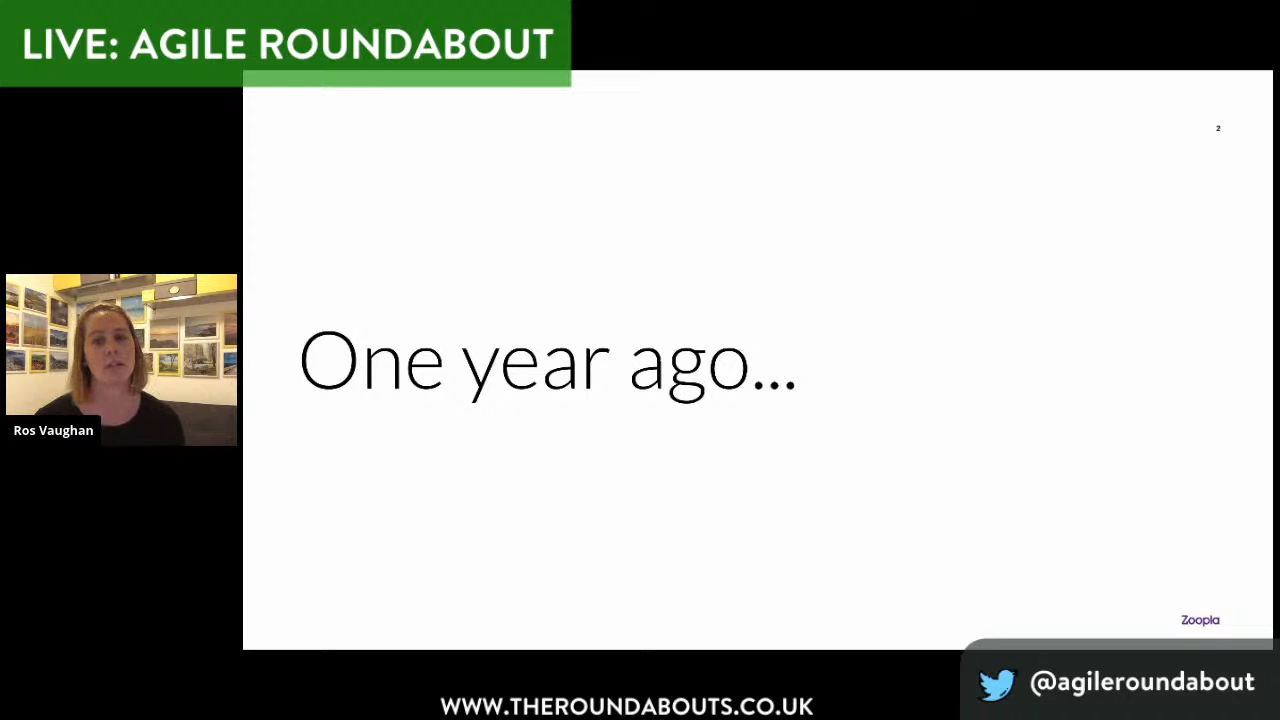 LIVE: AGILE ROUNDABOUT
2
One year ago...
Ros Vaughan
Zoopla
@agileroundabout
WWW.THEROUNDABOUTS.CO.UK